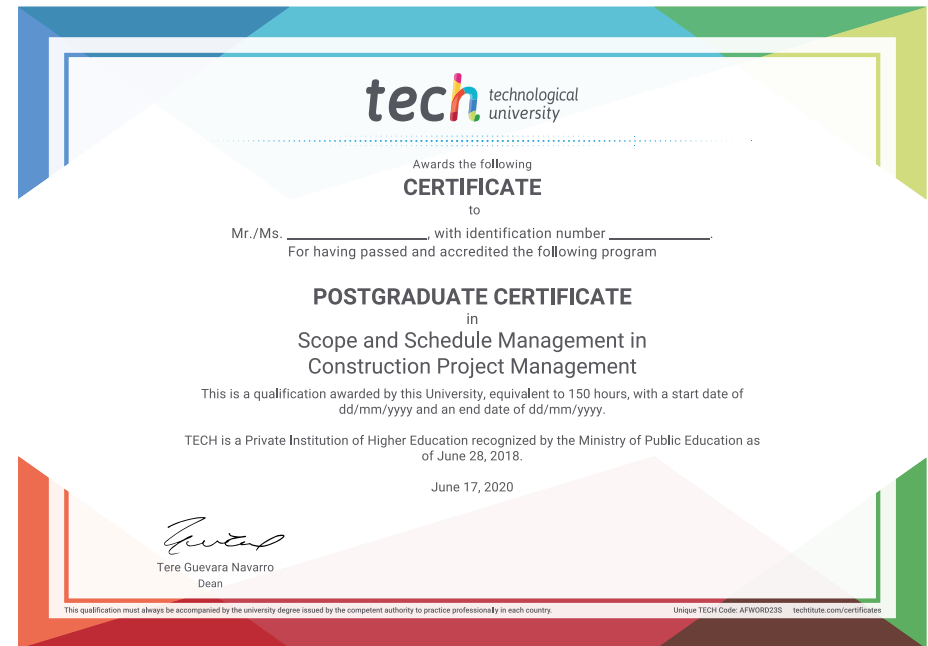 tech technological
university
Awards the following
CERTIFICATE
to
Mr./Ms. ____________________, with identification number ______________.
For having passed and accredited the following program
POSTGRADUATE CERTIFICATE
in
Scope and Schedule Management in
Construction Project Management
This is a qualification awarded by this University, equivalent to 150 hours, with a start date of
dd/mm/yyyy and an end date of dd/mm/yyyy.
TECH is a Private Institution of Higher Education recognized by the Ministry of Public Education as
of June 28, 2018.
June 17, 2020
Tere Guevara Navarro
Dean
This qualification must always be accompanied by the university degree issued by the competent authority to practice professionally in each country.
Unique TECH Code: AFWORD23S techtitute.com/certificates